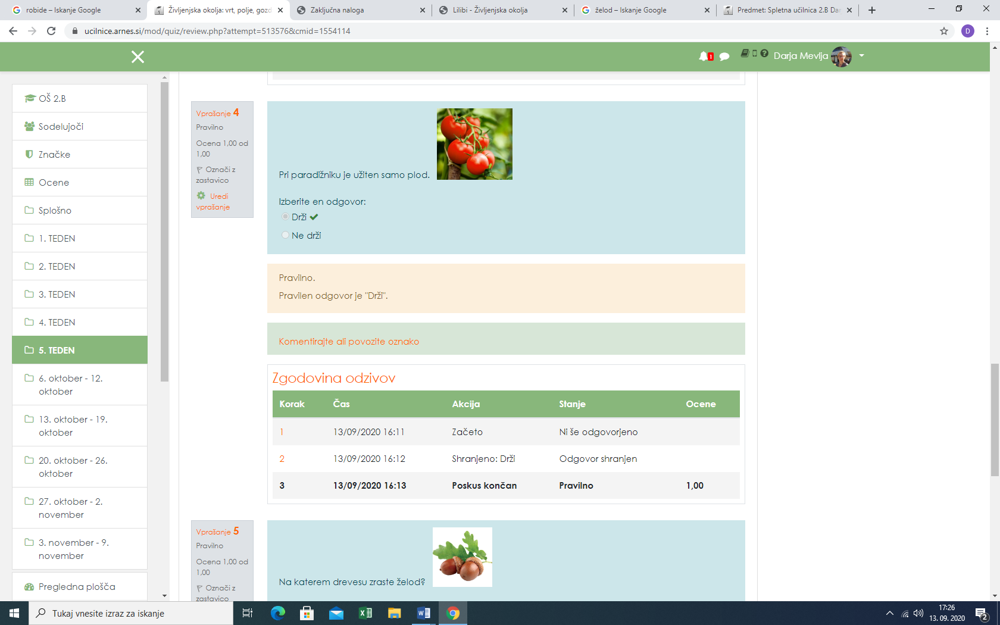 robide – Iskanje Google
Življenjska okolja: vrt, polje, gozd
Zaključna naloga
Lilibi - Življenjska okolja
želod – Iskanje Google
Predmet: Spletna učilnica 2.B Dar
ucilnice.arnes.si/mod/quiz/review.php?attempt=513576&cmid=1554114
D
1
Darja Mevlja
OŠ 2.B
Sodelujoči
Značke
Ocene
Splošno
1. TEDEN
2. TEDEN
3. TEDEN
4. TEDEN
5. TEDEN
6. oktober - 12.
oktober
13. oktober - 19.
oktober
20. oktober - 26.
oktober
27. oktober - 2.
november
3. november - 9.
november
Pregledna plošča
Vprašanje 4
Pravilno
Ocena 1,00 od
1,00
Označi z
zastavico
Uredi
vprašanje
Pri paradižniku je užiten samo plod.
Izberite en odgovor:
Drži
Ne drži
Pravilno.
Pravilen odgovor je "Drži".
Komentirajte ali povozite oznako
Zgodovina odzivov
Korak Čas Akcija Stanje Ocene
1 13/09/2020 16:11 Začeto Ni še odgovorjeno
2 13/09/2020 16:12 Shranjeno: Drži Odgovor shranjen
3 13/09/2020 16:13 Poskus končan Pravilno 1,00
Vprašanje 5
Pravilno
Ocena 1,00 od
1,00
Označi z
zastavico
Na katerem drevesu zraste želod?
Tukaj vnesite izraz za iskanje
17:26
13. 09. 2020
2